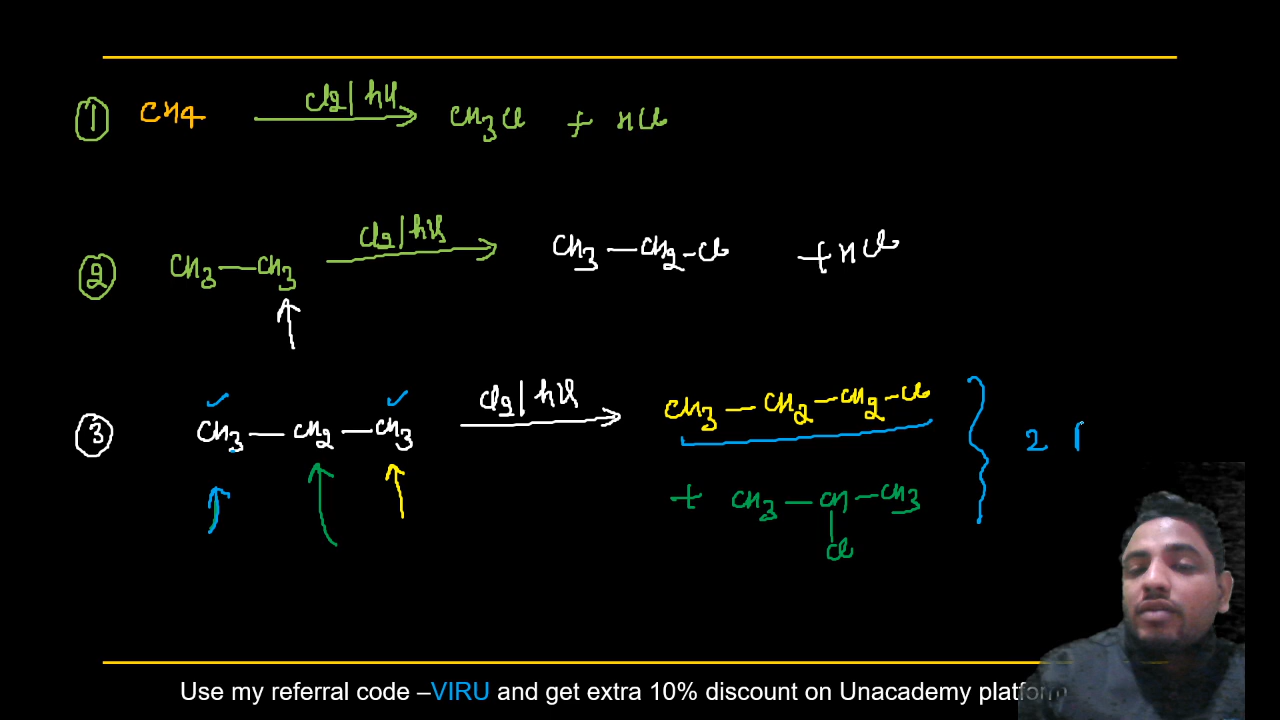 ① CH4 Cl2|hν CH3Cl + HCl
② CH3—CH3 Cl2|hν CH3—CH2-Cl + HCl
③ CH3—CH2—CH3 Cl2|hν CH3—CH2—CH2-Cl
+ CH3—CH—CH3
Cl
2
Use my referral code –VIRU and get extra 10% discount on Unacademy platform